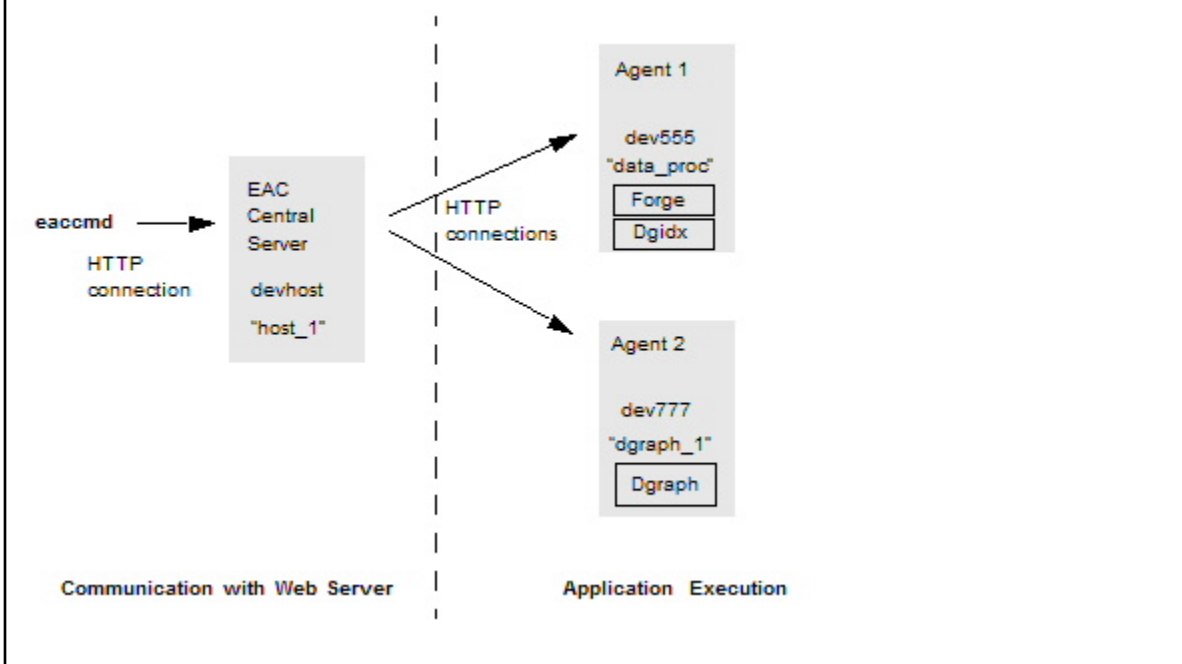 eaccmd
HTTP
connection
EAC
Central
Server
devhost
"host_1"
HTTP
connections
Agent 1
dev555
"data_proc"
Forge
Dgidx
Agent 2
dev777
"dgraph_1"
Dgraph
Communication with Web Server
Application Execution